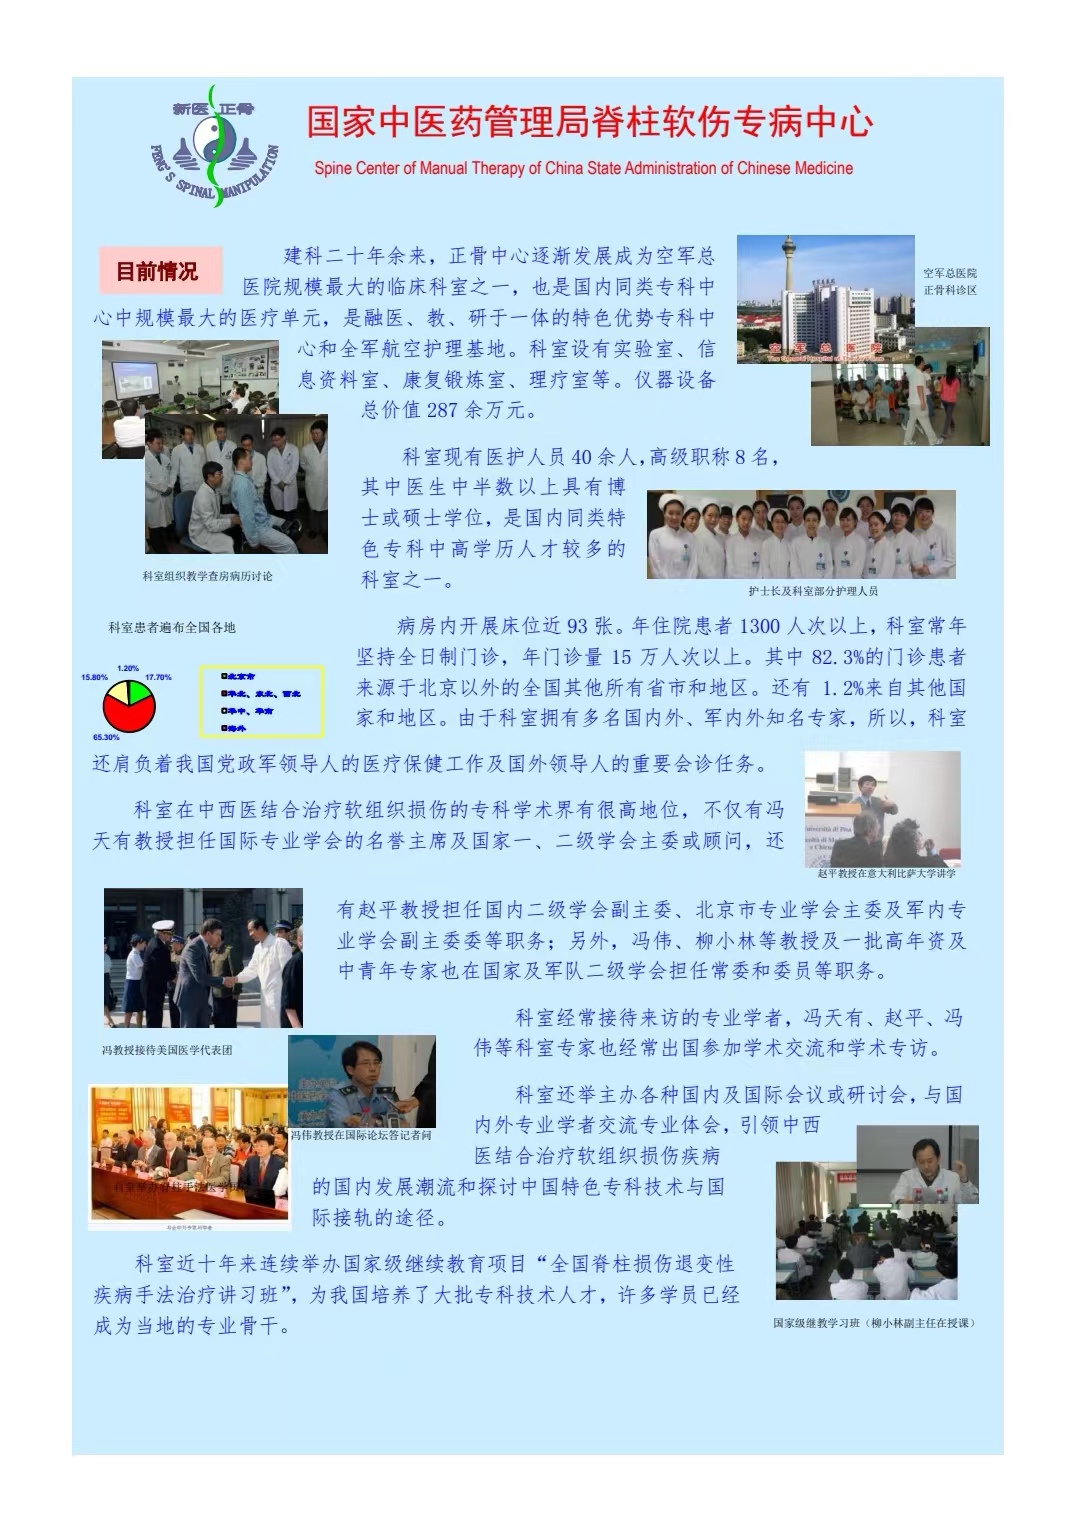 新医 正骨
FENG'S SPINAL MANIPULATION
国家中医药管理局脊柱软伤专病中心
Spine Center of Manual Therapy of China State Administration of Chinese Medicine
目前情况
建科二十年余来，正骨中心逐渐发展成为空军总
医院规模最大的临床科室之一，也是国内同类专科中
心中规模最大的医疗单元，是融医、教、研于一体的特色优势专科中
心和全军航空护理基地。科室设有实验室、信
息资料室、康复锻炼室、理疗室等。仪器设备
总价值 287 余万元。
空军总医院
空军总医院
正骨科诊区
科室现有医护人员 40 余人，高级职称 8 名，
其中医生中半数以上具有博
士或硕士学位，是国内同类特
色专科中高学历人才较多的
科室之一。
科室组织教学查房病历讨论
护士长及科室部分护理人员
科室患者遍布全国各地
1.20%
15.80%
17.70%
65.30%
北京市
华北、东北、西北
华中、华南
海外
病房内开展床位近 93 张。年住院患者 1300 人次以上，科室常年
坚持全日制门诊，年门诊量 15 万人次以上。其中 82.3%的门诊患者
来源于北京以外的全国其他所有省市和地区。还有 1.2%来自其他国
家和地区。由于科室拥有多名国内外、军内外知名专家，所以，科室
还肩负着我国党政军领导人的医疗保健工作及国外领导人的重要会诊任务。
科室在中西医结合治疗软组织损伤的专科学术界有很高地位，不仅有冯
天有教授担任国际专业学会的名誉主席及国家一、二级学会主委或顾问，还
赵平教授在意大利比萨大学讲学
有赵平教授担任国内二级学会副主委、北京市专业学会主委及军内专
业学会副主委委等职务；另外，冯伟、柳小林等教授及一批高年资及
中青年专家也在国家及军队二级学会担任常委和委员等职务。
冯教授接待美国医学代表团
科室经常接待来访的专业学者，冯天有、赵平、冯
伟等科室专家也经常出国参加学术交流和学术专访。
冯伟教授在国际论坛答记者问
科室还举主办各种国内及国际会议或研讨会，与国
内外专业学者交流专业体会，引领中西
医结合治疗软组织损伤疾病
的国内发展潮流和探讨中国特色专科技术与国
际接轨的途径。
科室近十年来连续举办国家级继续教育项目“全国脊柱损伤退变性
疾病手法治疗讲习班”，为我国培养了大批专科技术人才，许多学员已经
成为当地的专业骨干。
国家级继教学习班（柳小林副主任在授课）